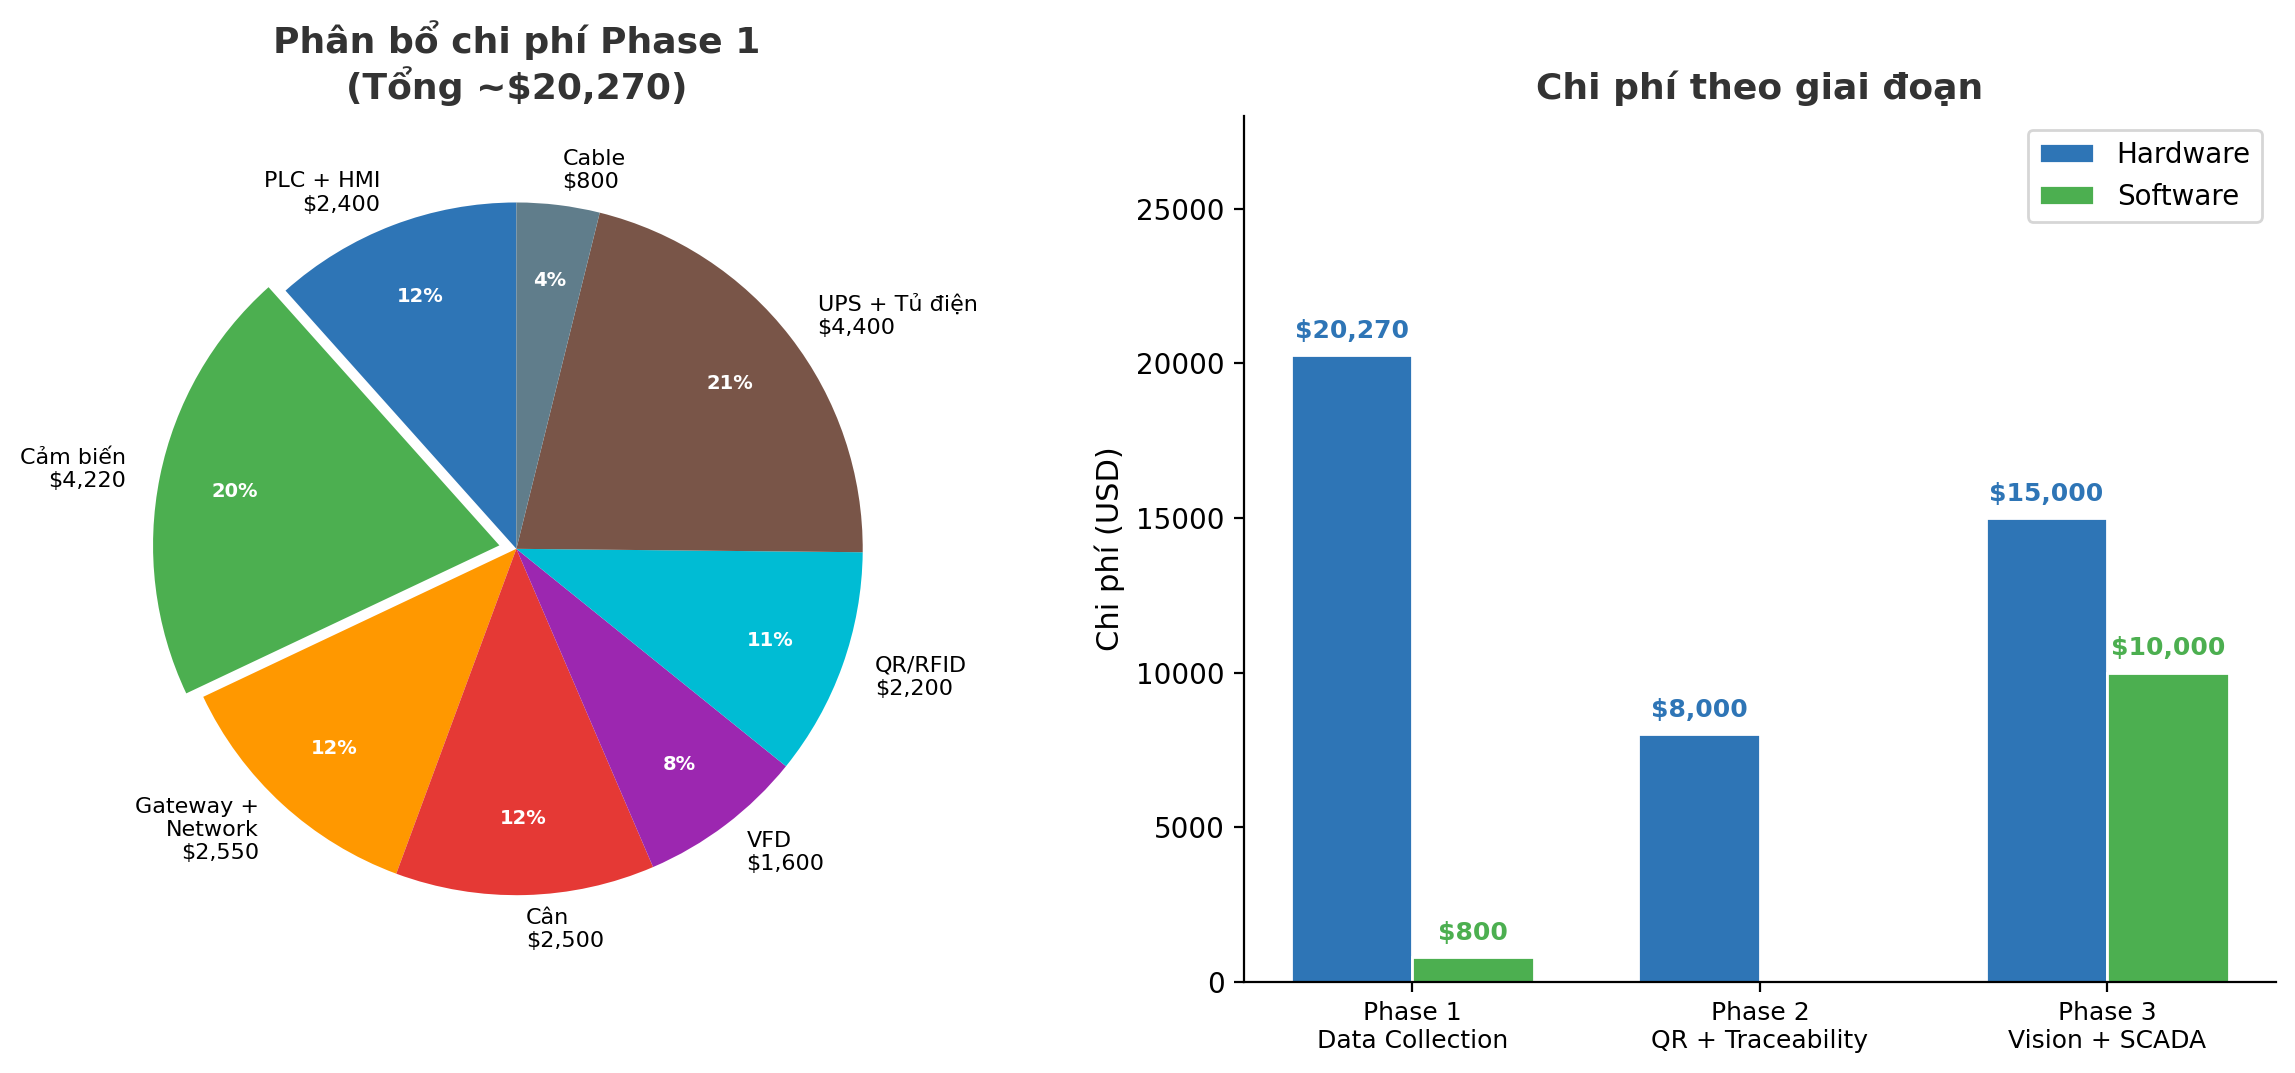 Phân bổ chi phí Phase 1
(Tổng ~$20,270)
Cable
$800
PLC + HMI
$2,400
UPS + Tủ điện
$4,400
Cảm biến
$4,220
QR/RFID
$2,200
Gateway +
Network
$2,550
VFD
$1,600
Cân
$2,500
4%
12%
21%
20%
11%
12%
8%
12%
Chi phí theo giai đoạn
Hardware
Software
Chi phí (USD)
25000
20000
15000
10000
5000
0
$20,270
$800
$8,000
$15,000
$10,000
Phase 1
Data Collection
Phase 2
QR + Traceability
Phase 3
Vision + SCADA